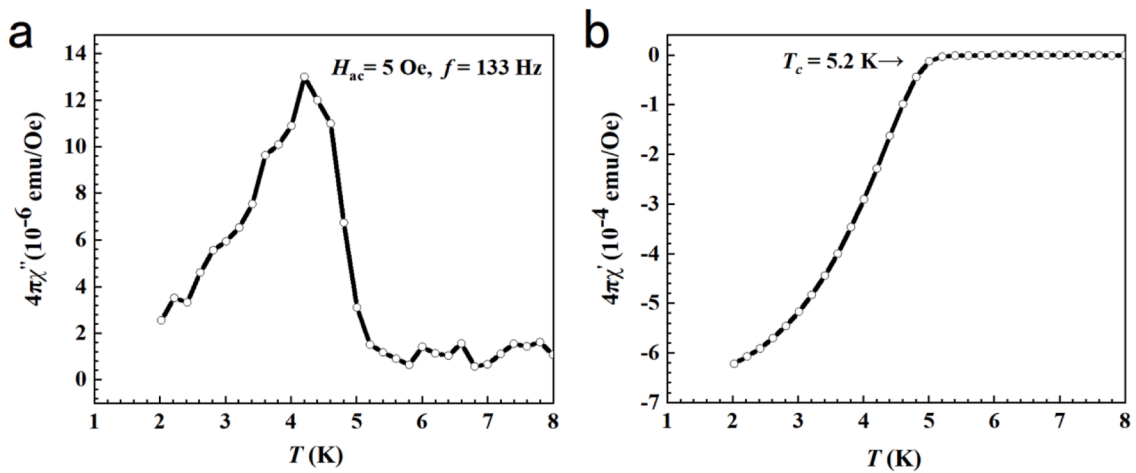 a
14
12
10
8
6
4
2
0
4πχ'' (10⁻⁶ emu/Oe)
H_ac = 5 Oe, f = 133 Hz
1 2 3 4 5 6 7 8
T (K)
b
0
-1
-2
-3
-4
-5
-6
-7
4πχ' (10⁻⁴ emu/Oe)
T_c = 5.2 K→
1 2 3 4 5 6 7 8
T (K)